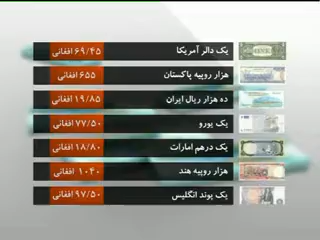 یک دالر آمریکا ۶۹/۴۵ افغانی
هزار روپیه پاکستان ۶۵۵ افغانی
ده هزار ریال ایران ۱۹/۸۵ افغانی
یک یورو ۷۷/۵۰ افغانی
یک درهم امارات ۱۸/۸۰ افغانی
هزار روپیه هند ۱۰۴۰ افغانی
یک پوند انگلیس ۹۷/۵۰ افغانی